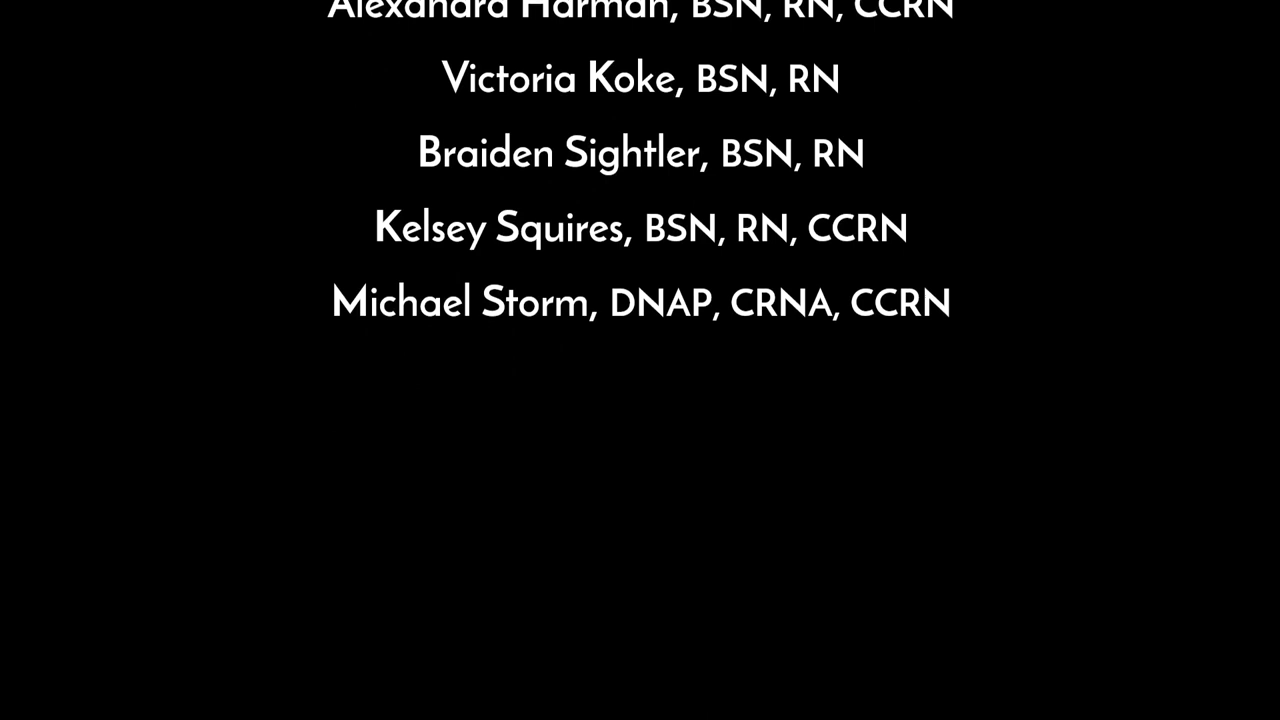 Alexandra Harman, BSN, RN, CCRN
Victoria Koke, BSN, RN
Braiden Sightler, BSN, RN
Kelsey Squires, BSN, RN, CCRN
Michael Storm, DNAP, CRNA, CCRN